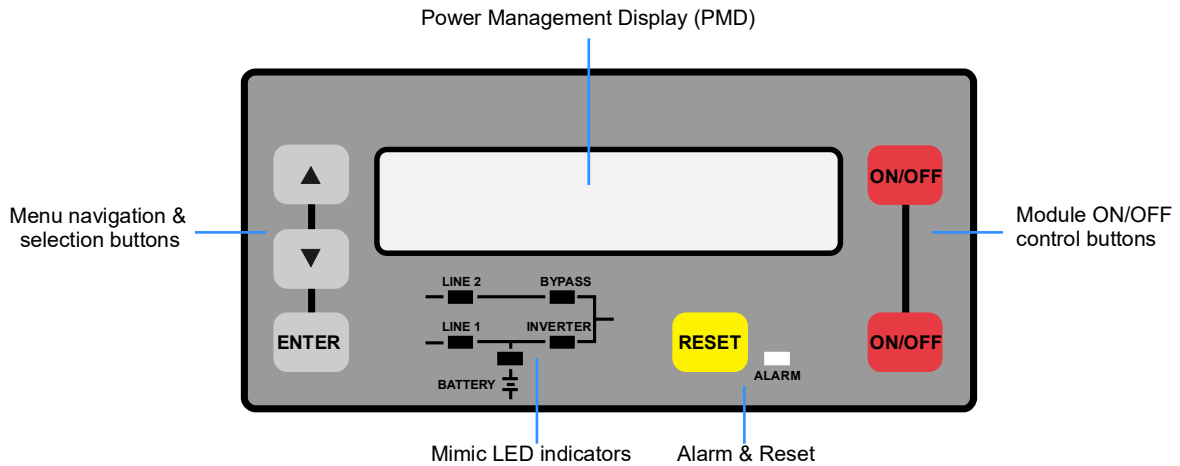 Power Management Display (PMD)
ON/OFF
Menu navigation &
selection buttons
Module ON/OFF
control buttons
LINE 2
BYPASS
LINE 1
INVERTER
ENTER
RESET
ON/OFF
BATTERY
ALARM
Mimic LED indicators
Alarm & Reset